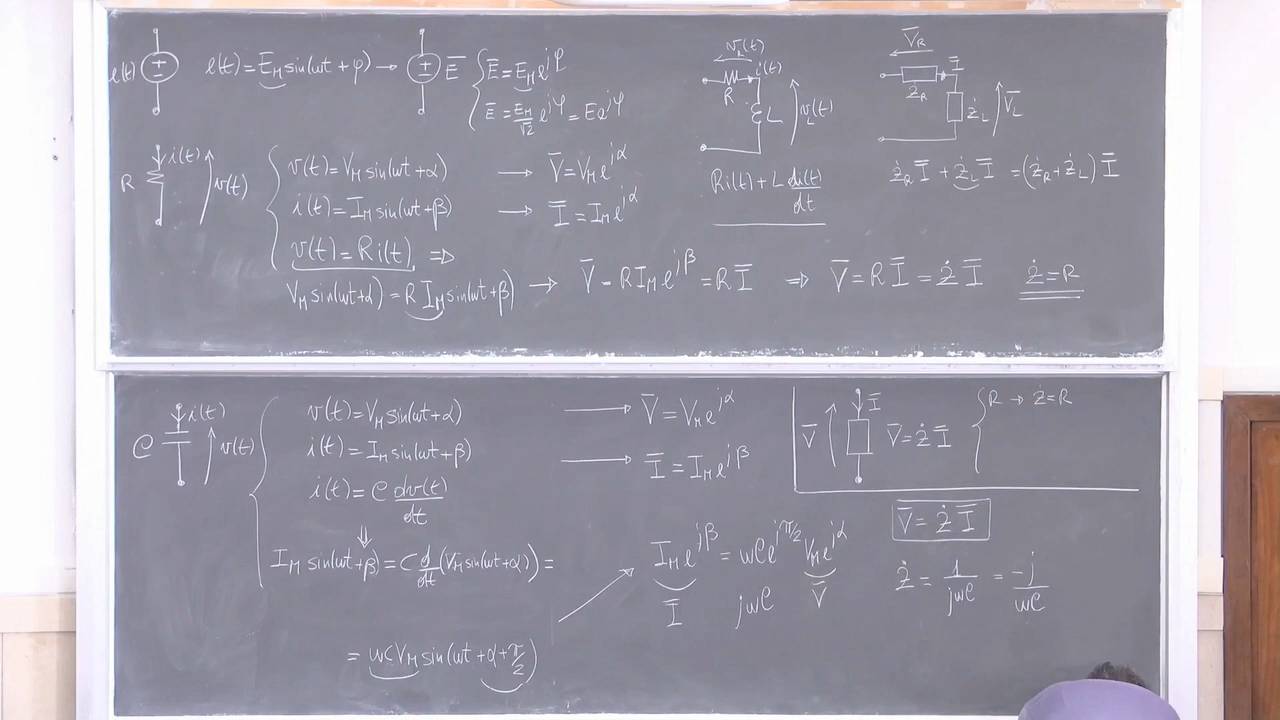 e(t)
e(t) = E_M sin(ωt + φ) → Ē
Ē = E_M e^{jφ}
Ē = E_M/√2 e^{jφ} = E e^{jφ}
v_R(t)
R i(t)
L v_L(t)
R i(t) + L di(t)/dt
V̄_R
Ī
Ż_R
Ż_L V̄_L
Ż_R Ī + Ż_L Ī = (Ż_R + Ż_L) Ī
R i(t) v(t)
v(t) = V_M sin(ωt + α) → V̄ = V_M e^{jα}
i(t) = I_M sin(ωt + β) → Ī = I_M e^{jα}
v(t) = R i(t) ⇒
V_M sin(ωt + α) = R I_M sin(ωt + β) → V̄ = R I_M e^{jβ} = R Ī ⇒ V̄ = R Ī = Ż Ī Ż = R
C i(t) v(t)
v(t) = V_M sin(ωt + α) → V̄ = V_M e^{jα}
i(t) = I_M sin(ωt + β) → Ī = I_M e^{jβ}
i(t) = C dv(t)/dt
⇓
I_M sin(ωt + β) = C d/dt (V_M sin(ωt + α)) =
= ωC V_M sin(ωt + α + π/2)
I_M e^{jβ} = ωC e^{jπ/2} V_M e^{jα}
Ī jωC V̄
V̄ Ī V̄ = Ż Ī
R → Ż = R
V̄ = Ż Ī
Ż = 1/jωC = -j/ωC